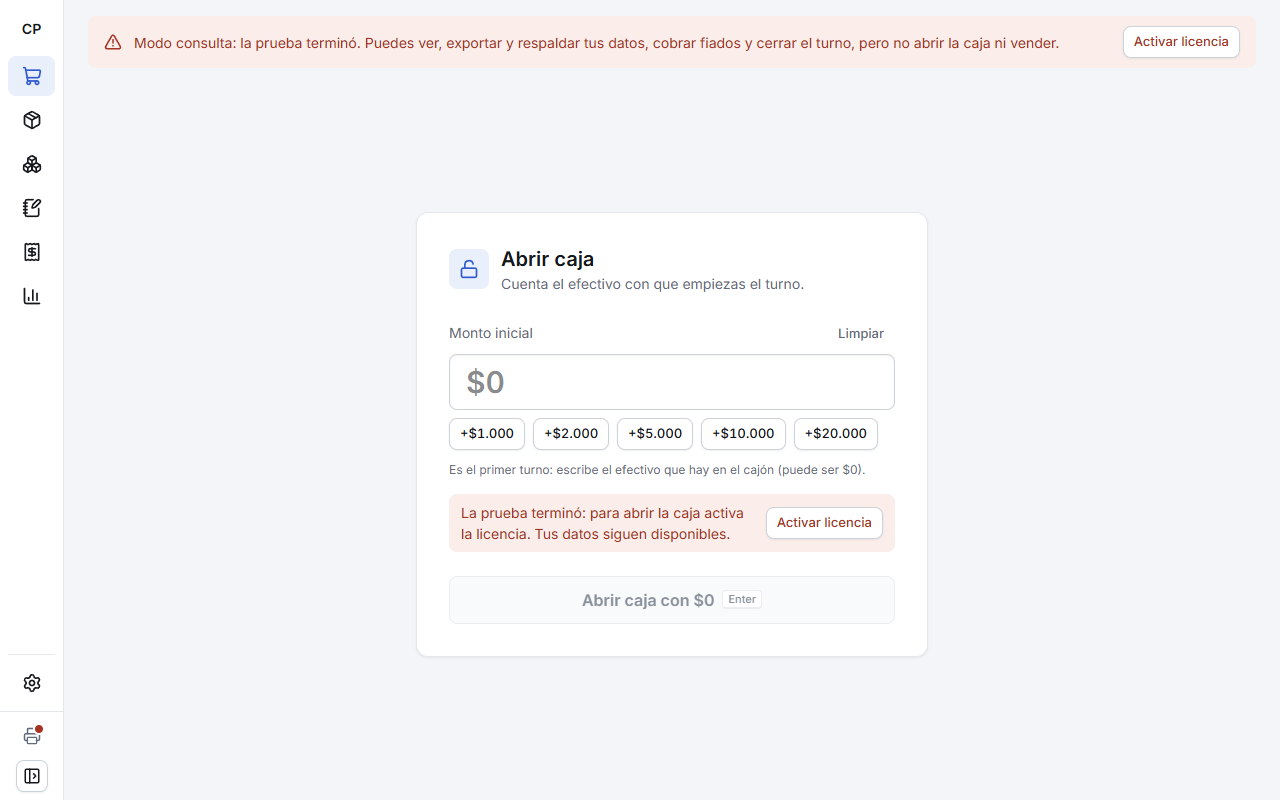 CP
Modo consulta: la prueba terminó. Puedes ver, exportar y respaldar tus datos, cobrar fiados y cerrar el turno, pero no abrir la caja ni vender.
Activar licencia
Abrir caja
Cuenta el efectivo con que empiezas el turno.
Monto inicial
Limpiar
$0
+$1.000
+$2.000
+$5.000
+$10.000
+$20.000
Es el primer turno: escribe el efectivo que hay en el cajón (puede ser $0).
La prueba terminó: para abrir la caja activa
la licencia. Tus datos siguen disponibles.
Activar licencia
Abrir caja con $0 Enter